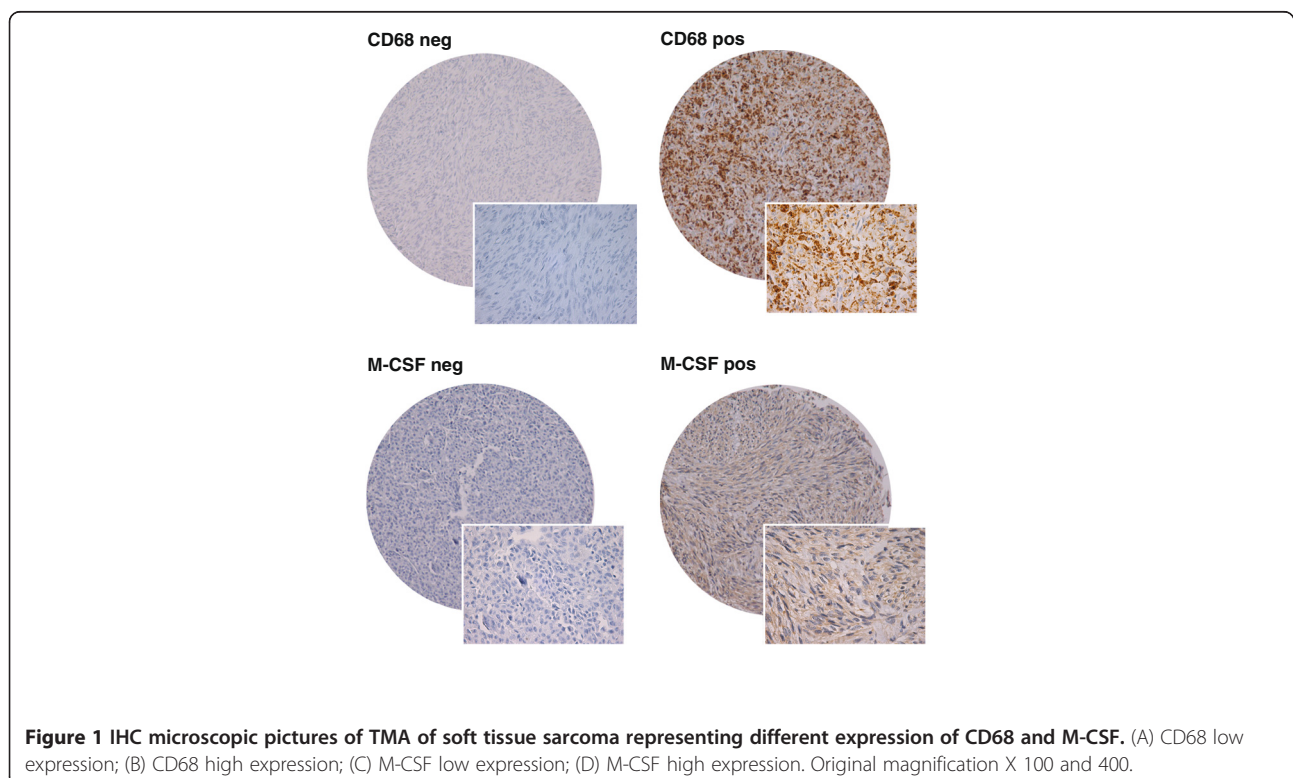 CD68 neg
CD68 pos
M-CSF neg
M-CSF pos
Figure 1 IHC microscopic pictures of TMA of soft tissue sarcoma representing different expression of CD68 and M-CSF. (A) CD68 low
expression; (B) CD68 high expression; (C) M-CSF low expression; (D) M-CSF high expression. Original magnification X 100 and 400.